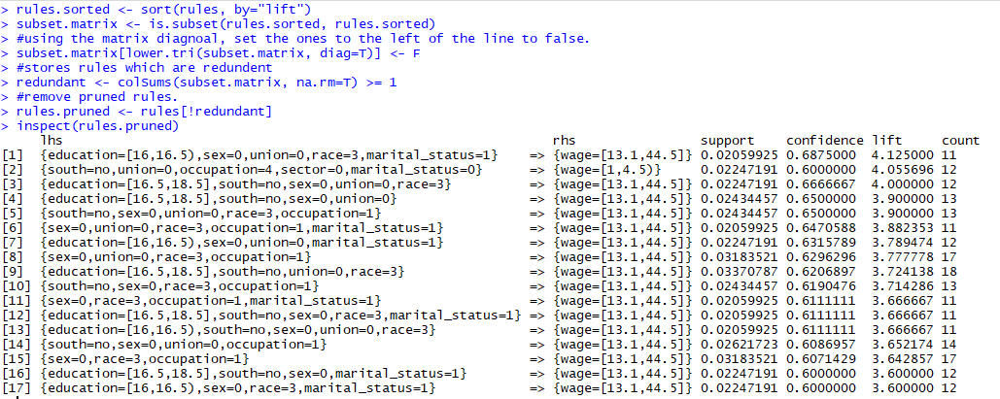 > rules.sorted <- sort(rules, by="lift")
> subset.matrix <- is.subset(rules.sorted, rules.sorted)
> #using the matrix diagnoal, set the ones to the left of the line to false.
> subset.matrix[lower.tri(subset.matrix, diag=T)] <- F
> #stores rules which are redundent
> redundant <- colSums(subset.matrix, na.rm=T) >= 1
> #remove pruned rules.
> rules.pruned <- rules[!redundant]
> inspect(rules.pruned)
lhs rhs support confidence lift count
[1] {education=[16,16.5),sex=0,union=0,race=3,marital_status=1} => {wage=[13.1,44.5]} 0.02059925 0.6875000 4.125000 11
[2] {south=no,union=0,occupation=4,sector=0,marital_status=0} => {wage=[1,4.5)} 0.02247191 0.6000000 4.055696 12
[3] {education=[16.5,18.5],south=no,sex=0,union=0,race=3} => {wage=[13.1,44.5]} 0.02247191 0.6666667 4.000000 12
[4] {education=[16.5,18.5],south=no,sex=0,union=0} => {wage=[13.1,44.5]} 0.02434457 0.6500000 3.900000 13
[5] {south=no,sex=0,union=0,race=3,occupation=1} => {wage=[13.1,44.5]} 0.02434457 0.6500000 3.900000 13
[6] {sex=0,union=0,race=3,occupation=1,marital_status=1} => {wage=[13.1,44.5]} 0.02059925 0.6470588 3.882353 11
[7] {education=[16,16.5),sex=0,union=0,marital_status=1} => {wage=[13.1,44.5]} 0.02247191 0.6315789 3.789474 12
[8] {sex=0,union=0,race=3,occupation=1} => {wage=[13.1,44.5]} 0.03183521 0.6296296 3.777778 17
[9] {education=[16.5,18.5],south=no,union=0,race=3} => {wage=[13.1,44.5]} 0.03370787 0.6206897 3.724138 18
[10] {south=no,sex=0,race=3,occupation=1} => {wage=[13.1,44.5]} 0.02434457 0.6190476 3.714286 13
[11] {sex=0,race=3,occupation=1,marital_status=1} => {wage=[13.1,44.5]} 0.02059925 0.6111111 3.666667 11
[12] {education=[16.5,18.5],south=no,sex=0,race=3,marital_status=1} => {wage=[13.1,44.5]} 0.02059925 0.6111111 3.666667 11
[13] {education=[16,16.5),south=no,sex=0,union=0,race=3} => {wage=[13.1,44.5]} 0.02059925 0.6111111 3.666667 11
[14] {south=no,sex=0,union=0,occupation=1} => {wage=[13.1,44.5]} 0.02621723 0.6086957 3.652174 14
[15] {sex=0,race=3,occupation=1} => {wage=[13.1,44.5]} 0.03183521 0.6071429 3.642857 17
[16] {education=[16.5,18.5],south=no,sex=0,marital_status=1} => {wage=[13.1,44.5]} 0.02247191 0.6000000 3.600000 12
[17] {education=[16,16.5),sex=0,race=3,marital_status=1} => {wage=[13.1,44.5]} 0.02247191 0.6000000 3.600000 12